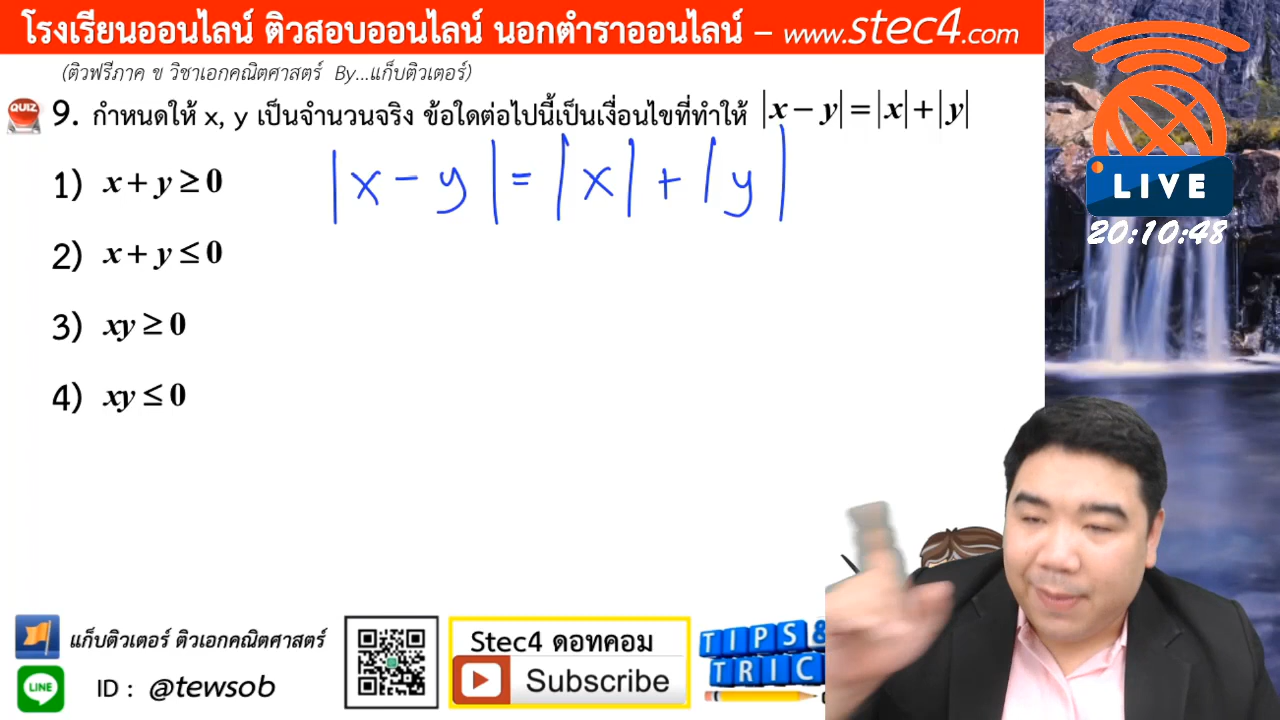 โรงเรียนออนไลน์ ติวสอบออนไลน์ นอกตำราออนไลน์ – www.stec4.com
(ติวฟรีภาค ข วิชาเอกคณิตศาสตร์ By...แก็บติวเตอร์)
QUIZ 9. กำหนดให้ x, y เป็นจำนวนจริง ข้อใดต่อไปนี้เป็นเงื่อนไขที่ทำให้ |x − y| = |x| + |y|
1) x + y ≥ 0
|x − y| = |x| + |y|
2) x + y ≤ 0
3) xy ≥ 0
4) xy ≤ 0
LIVE
20:10:48
แก็บติวเตอร์ ติวเอกคณิตศาสตร์
LINE ID : @tewsob
Stec4 ดอทคอม
Subscribe
TIPS &